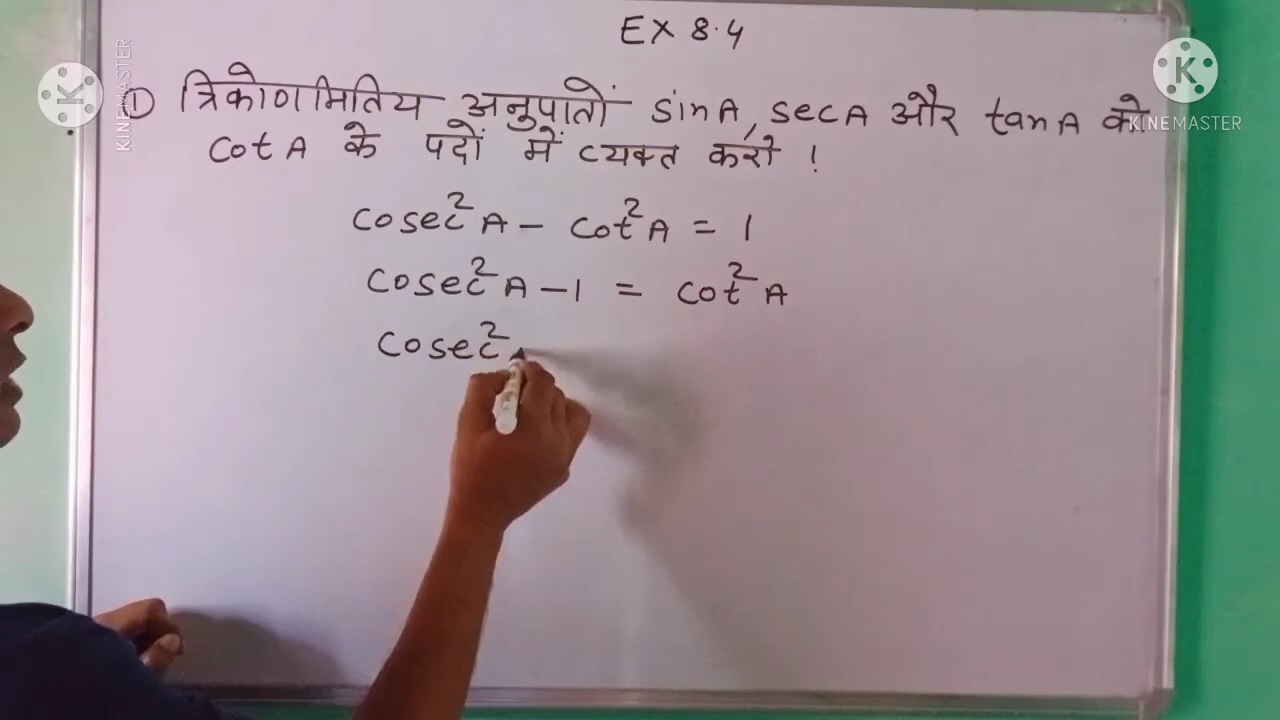 EX 8.4
① त्रिकोणमितिय अनुपातों sinA, secA और tanA को
cotA के पदों में व्यक्त करो !
cosec²A - cot²A = 1
cosec²A - 1 = cot²A
cosec²
KINEMASTER
KINEMASTER